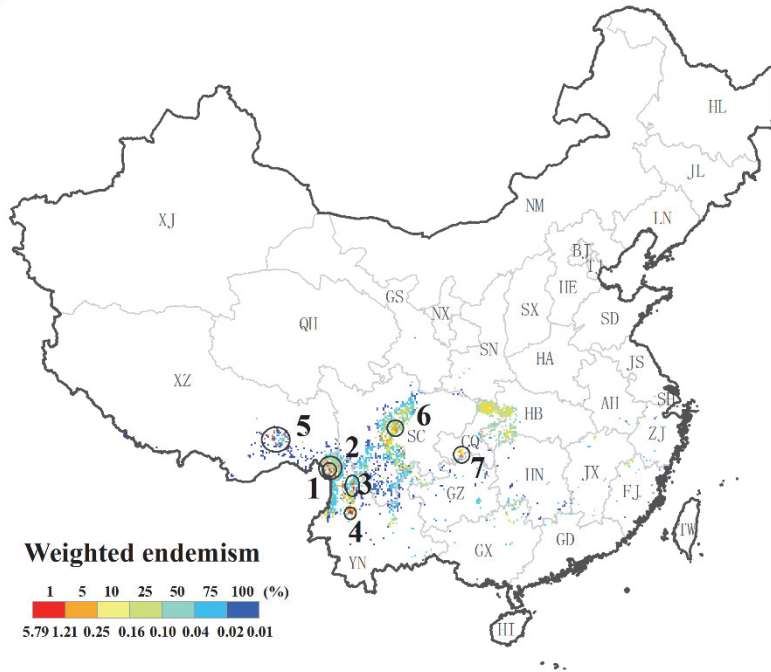 HL
JL
NM
LN
XJ
BJ
TJ
GS
HE
NX
SX
SD
QH
SN
HA
JS
XZ
AH
SH
HB
5
6
SC
CQ
ZJ
2
7
HN
JX
1
3
GZ
FJ
4
Weighted endemism
YN
GX
GD
TW
1 5 10 25 50 75 100 (%)
5.79 1.21 0.25 0.16 0.10 0.04 0.02 0.01
HI